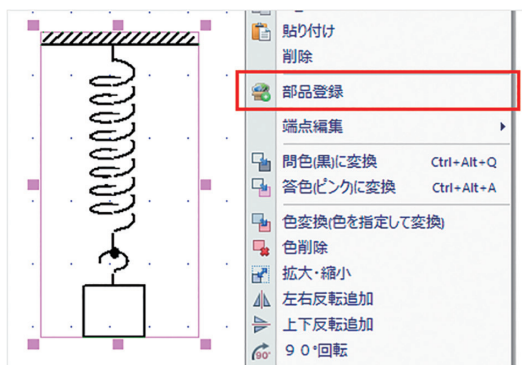 貼り付け
削除
部品登録
端点編集
問色(黒)に変換 Ctrl+Alt+Q
答色(ピンク)に変換 Ctrl+Alt+A
色変換(色を指定して変換)
色削除
拡大・縮小
左右反転追加
上下反転追加
90°回転